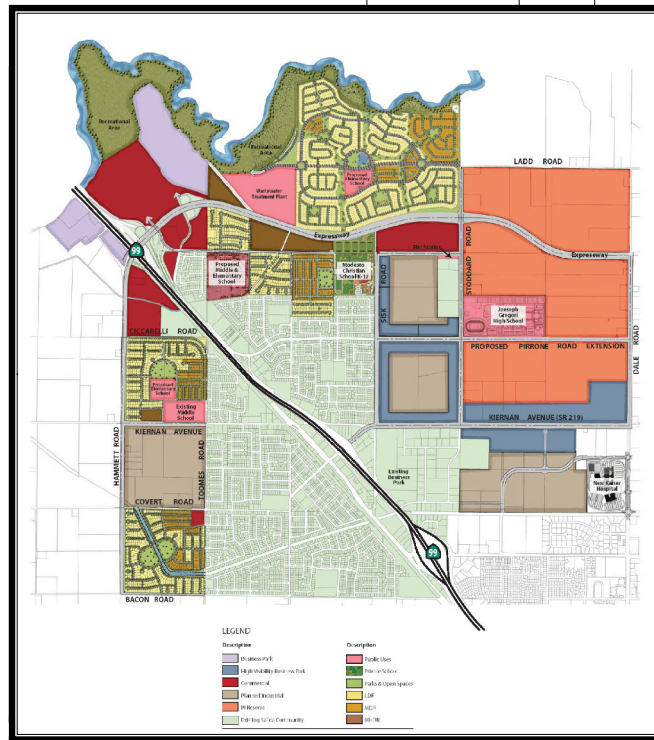 Recreational
Area
Recreational
Area
Wastewater
Treatment Plant
Proposed
Elementary
School
LADD ROAD
Expressway
Expressway
99
Proposed
Middle &
Elementary
School
Modesto
Christian
School K-12
SISK ROAD
STODDARD ROAD
Joesoph
Gregori
High School
CICCARELLI ROAD
PROPOSED PIRRONE ROAD EXTENSION
DALE ROAD
Proposed
Elementary
School
Existing
Middle
School
KIERNAN AVENUE (SR 219)
KIERNAN AVENUE
HAMMETT ROAD
TOOMES ROAD
Existing
Business
Park
New Kaiser
Hospital
COVERT ROAD
99
BACON ROAD
LEGEND
Description
Business Park
High Visibility Business Park
Commercial
Planned Industrial
PI Reserve
Existing Salida Community
Description
Public Uses
Private School
Parks & Open Spaces
LDR
MDR